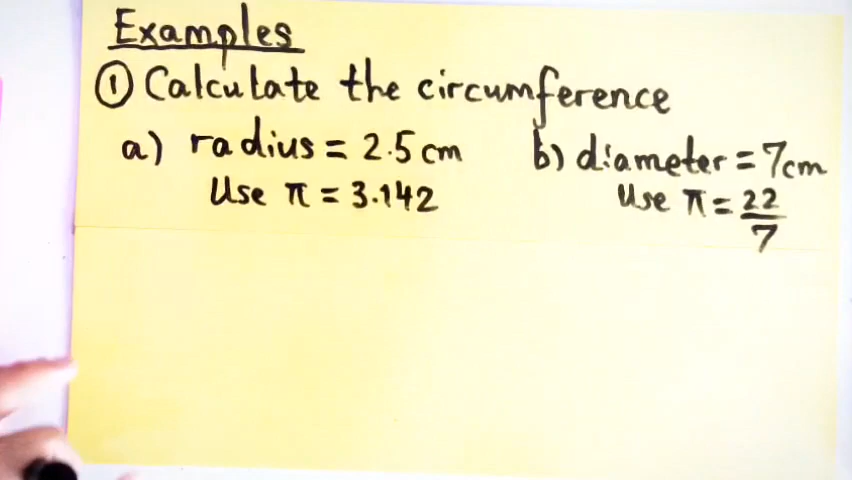 Examples
① Calculate the circumference
a) radius = 2.5 cm
Use π = 3.142
b) diameter = 7cm
Use π = 22/7